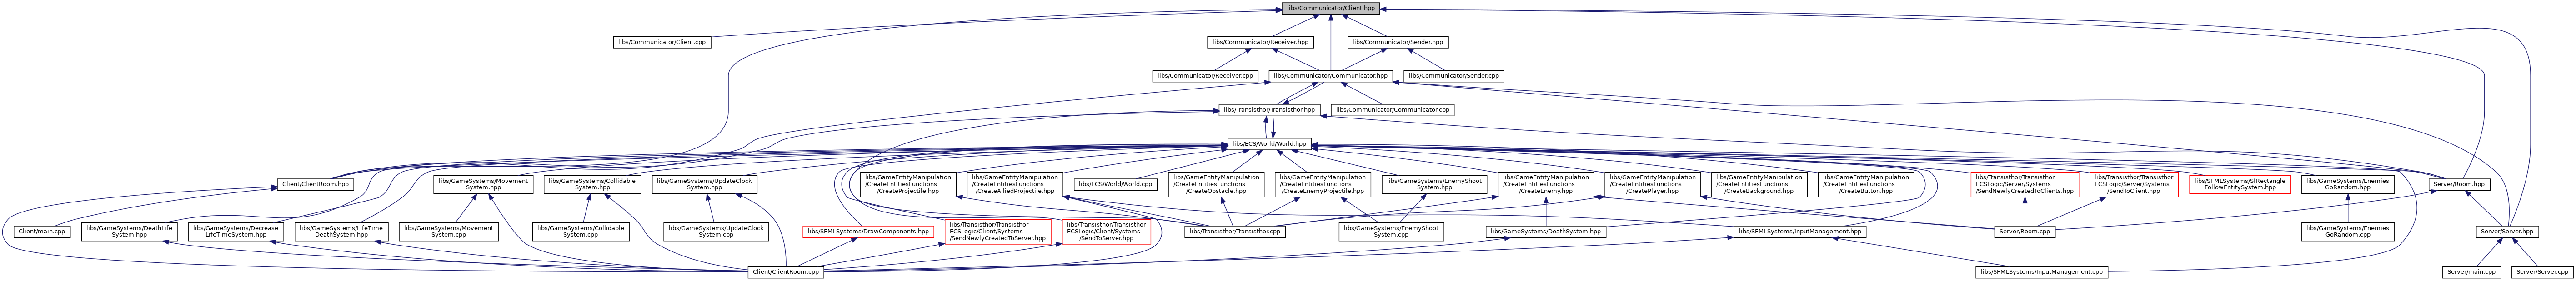 libs/Communicator/Client.hpp
libs/Communicator/Client.cpp
libs/Communicator/Receiver.hpp
libs/Communicator/Sender.hpp
libs/Communicator/Receiver.cpp
libs/Communicator/Communicator.hpp
libs/Communicator/Sender.cpp
libs/Transisthor/Transisthor.hpp
libs/Communicator/Communicator.cpp
libs/ECS/World/World.hpp
Client/ClientRoom.hpp
libs/GameSystems/Movement
System.hpp
libs/GameSystems/Collidable
System.hpp
libs/GameSystems/UpdateClock
System.hpp
libs/GameEntityManipulation
/CreateEntitiesFunctions
/CreateProjectile.hpp
libs/GameEntityManipulation
/CreateEntitiesFunctions
/CreateAlliedProjectile.hpp
libs/ECS/World/World.cpp
libs/GameEntityManipulation
/CreateEntitiesFunctions
/CreateObstacle.hpp
libs/GameEntityManipulation
/CreateEntitiesFunctions
/CreateEnemyProjectile.hpp
libs/GameSystems/EnemyShoot
System.hpp
libs/GameEntityManipulation
/CreateEntitiesFunctions
/CreateEnemy.hpp
libs/GameEntityManipulation
/CreateEntitiesFunctions
/CreatePlayer.hpp
libs/GameEntityManipulation
/CreateEntitiesFunctions
/CreateBackground.hpp
libs/GameEntityManipulation
/CreateEntitiesFunctions
/CreateButton.hpp
libs/Transisthor/Transisthor
ECSLogic/Server/Systems
/SendNewlyCreatedToClients.hpp
libs/Transisthor/Transisthor
ECSLogic/Server/Systems
/SendToClient.hpp
libs/SFMLSystems/SfRectangle
FollowEntitySystem.hpp
libs/GameSystems/Enemies
GoRandom.hpp
Server/Room.hpp
Client/main.cpp
libs/GameSystems/DeathLife
System.hpp
libs/GameSystems/Decrease
LifeTimeSystem.hpp
libs/GameSystems/LifeTime
DeathSystem.hpp
libs/GameSystems/Movement
System.cpp
libs/GameSystems/Collidable
System.cpp
libs/GameSystems/UpdateClock
System.cpp
libs/SFMLSystems/DrawComponents.hpp
libs/Transisthor/Transisthor
ECSLogic/Client/Systems
/SendNewlyCreatedToServer.hpp
libs/Transisthor/Transisthor
ECSLogic/Client/Systems
/SendToServer.hpp
libs/Transisthor/Transisthor.cpp
libs/GameSystems/EnemyShoot
System.cpp
libs/GameSystems/DeathSystem.hpp
libs/SFMLSystems/InputManagement.hpp
Server/Room.cpp
libs/GameSystems/Enemies
GoRandom.cpp
Server/Server.hpp
Client/ClientRoom.cpp
libs/SFMLSystems/InputManagement.cpp
Server/main.cpp
Server/Server.cpp